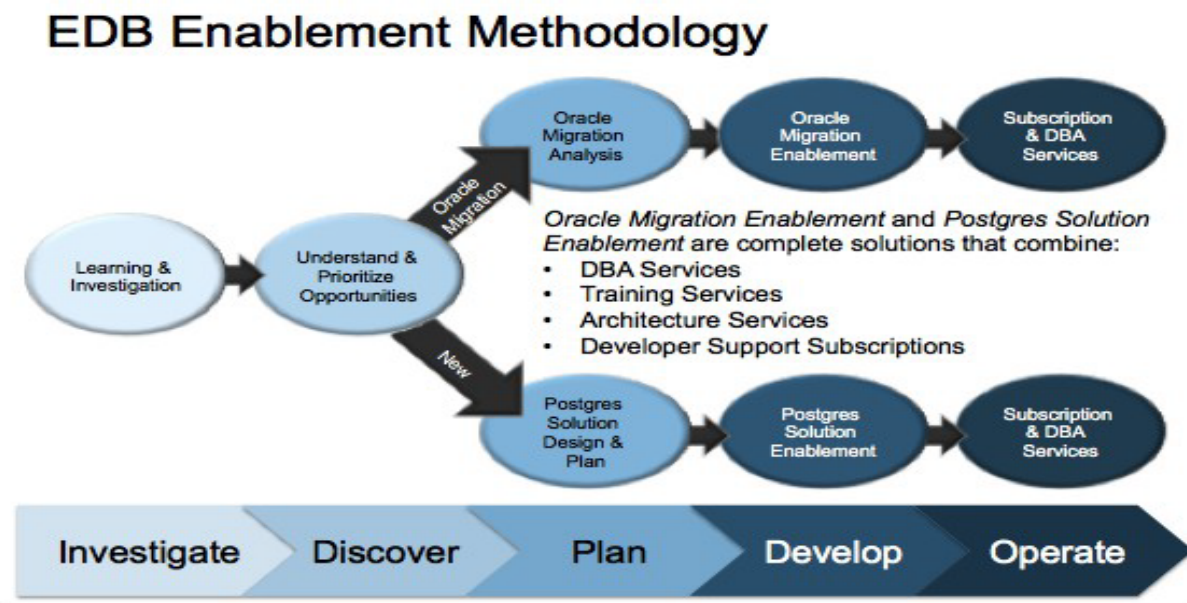 EDB Enablement Methodology
Learning &
Investigation
Understand &
Prioritize
Opportunities
Oracle
Migration
New
Oracle
Migration
Analysis
Oracle
Migration
Enablement
Subscription
& DBA
Services
Oracle Migration Enablement and Postgres Solution
Enablement are complete solutions that combine:
• DBA Services
• Training Services
• Architecture Services
• Developer Support Subscriptions
Postgres
Solution
Design &
Plan
Postgres
Solution
Enablement
Subscription
& DBA
Services
Investigate
Discover
Plan
Develop
Operate